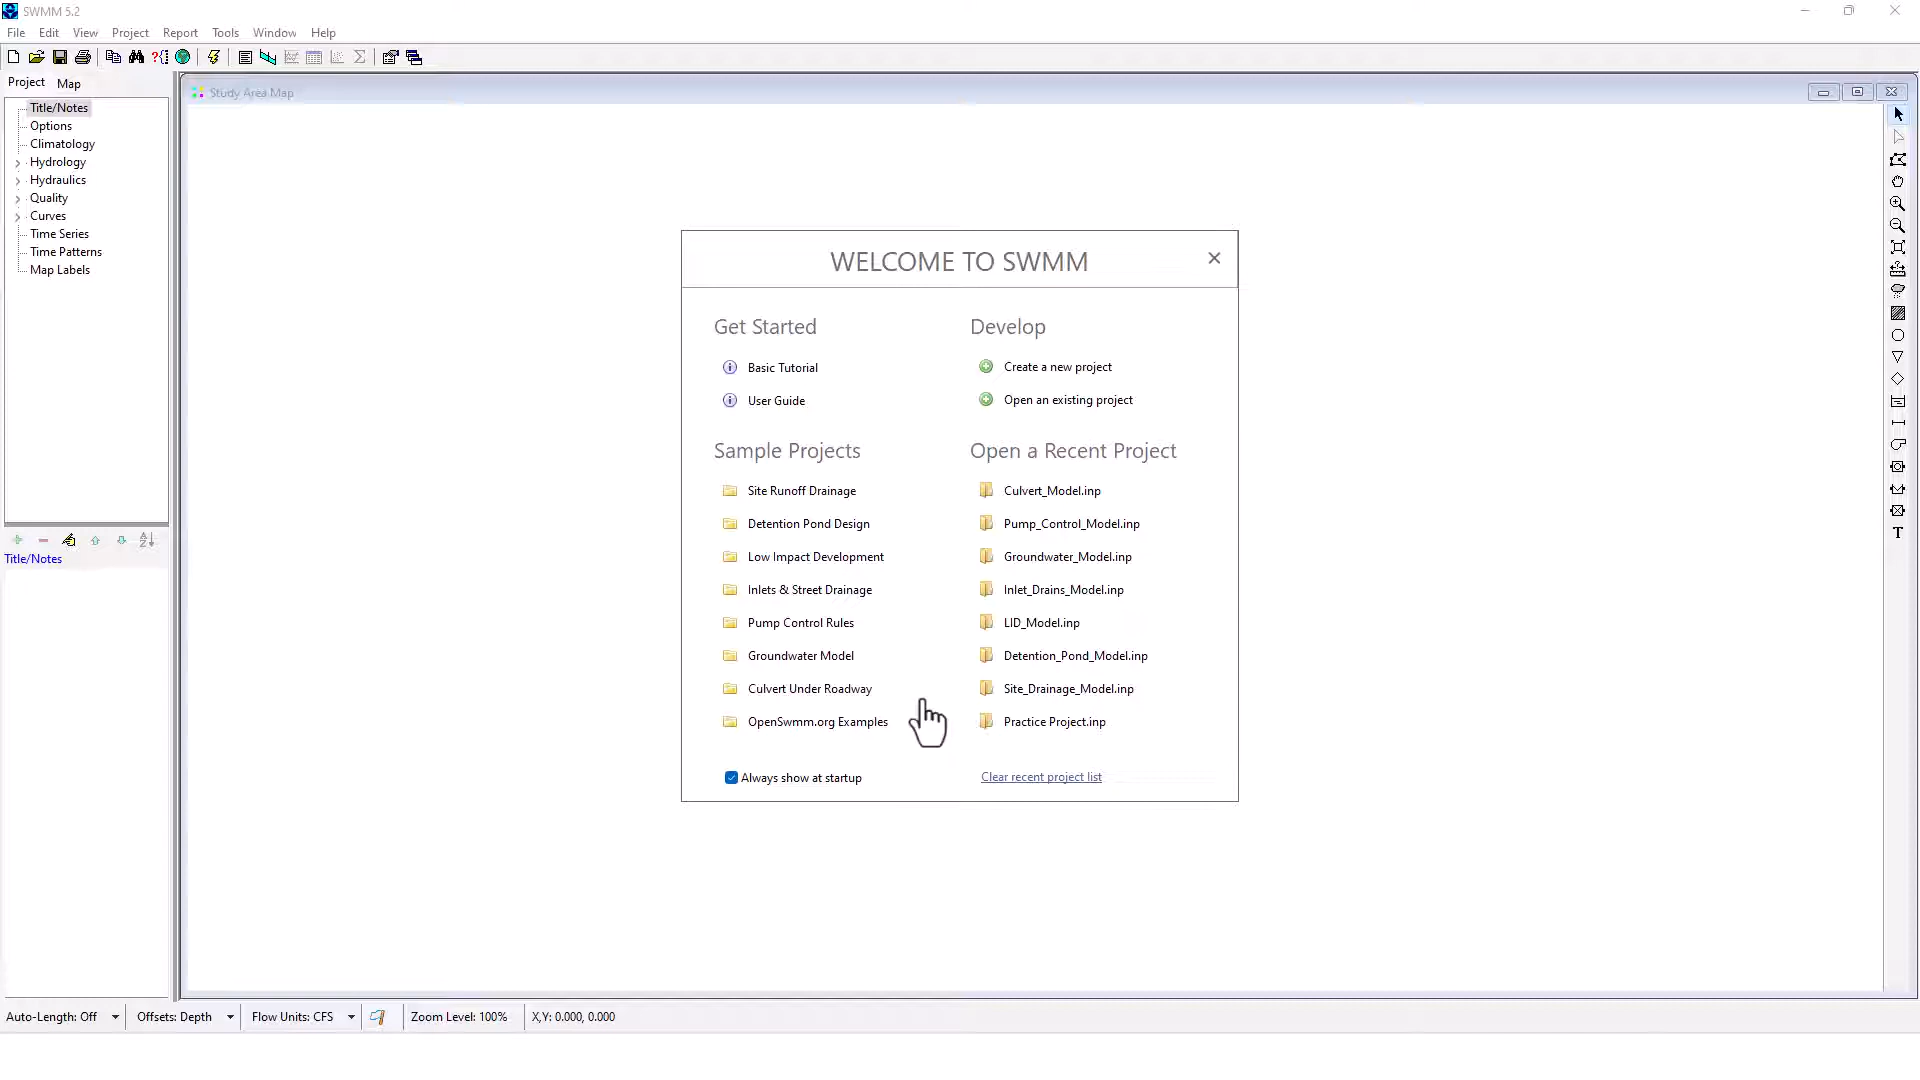 SWMM 5.2
File Edit View Project Report Tools Window Help
Project Map
Study Area Map
Title/Notes
Options
Climatology
Hydrology
Hydraulics
Quality
Curves
Time Series
Time Patterns
Map Labels
Title/Notes
WELCOME TO SWMM
Get Started
Basic Tutorial
User Guide
Develop
Create a new project
Open an existing project
Sample Projects
Site Runoff Drainage
Detention Pond Design
Low Impact Development
Inlets & Street Drainage
Pump Control Rules
Groundwater Model
Culvert Under Roadway
OpenSwmm.org Examples
Open a Recent Project
Culvert_Model.inp
Pump_Control_Model.inp
Groundwater_Model.inp
Inlet_Drains_Model.inp
LID_Model.inp
Detention_Pond_Model.inp
Site_Drainage_Model.inp
Practice Project.inp
Always show at startup
Clear recent project list
T
Auto-Length: Off Offsets: Depth Flow Units: CFS Zoom Level: 100% X,Y: 0.000, 0.000